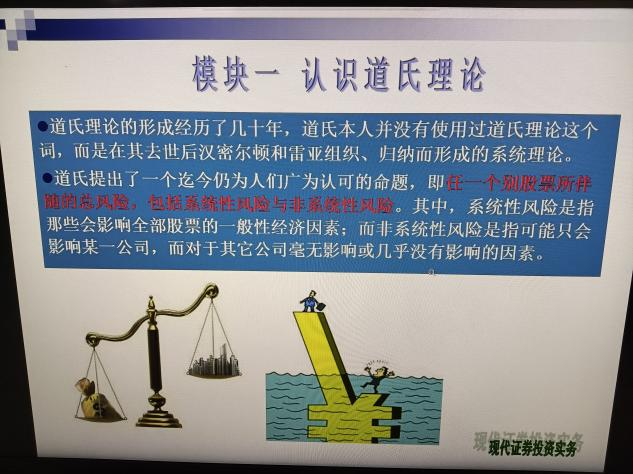 模块一 认识道氏理论
道氏理论的形成经历了几十年，道氏本人并没有使用过道氏理论这个
词，而是在其去世后汉密尔顿和雷亚组织、归纳而形成的系统理论。
道氏提出了一个迄今仍为人们广为认可的命题，即任一个别股票所伴
随的总风险，包括系统性风险与非系统性风险。其中，系统性风险是指
那些会影响全部股票的一般性经济因素；而非系统性风险是指可能只会
影响某一公司，而对于其它公司毫无影响或几乎没有影响的因素。
现代证券投资实务